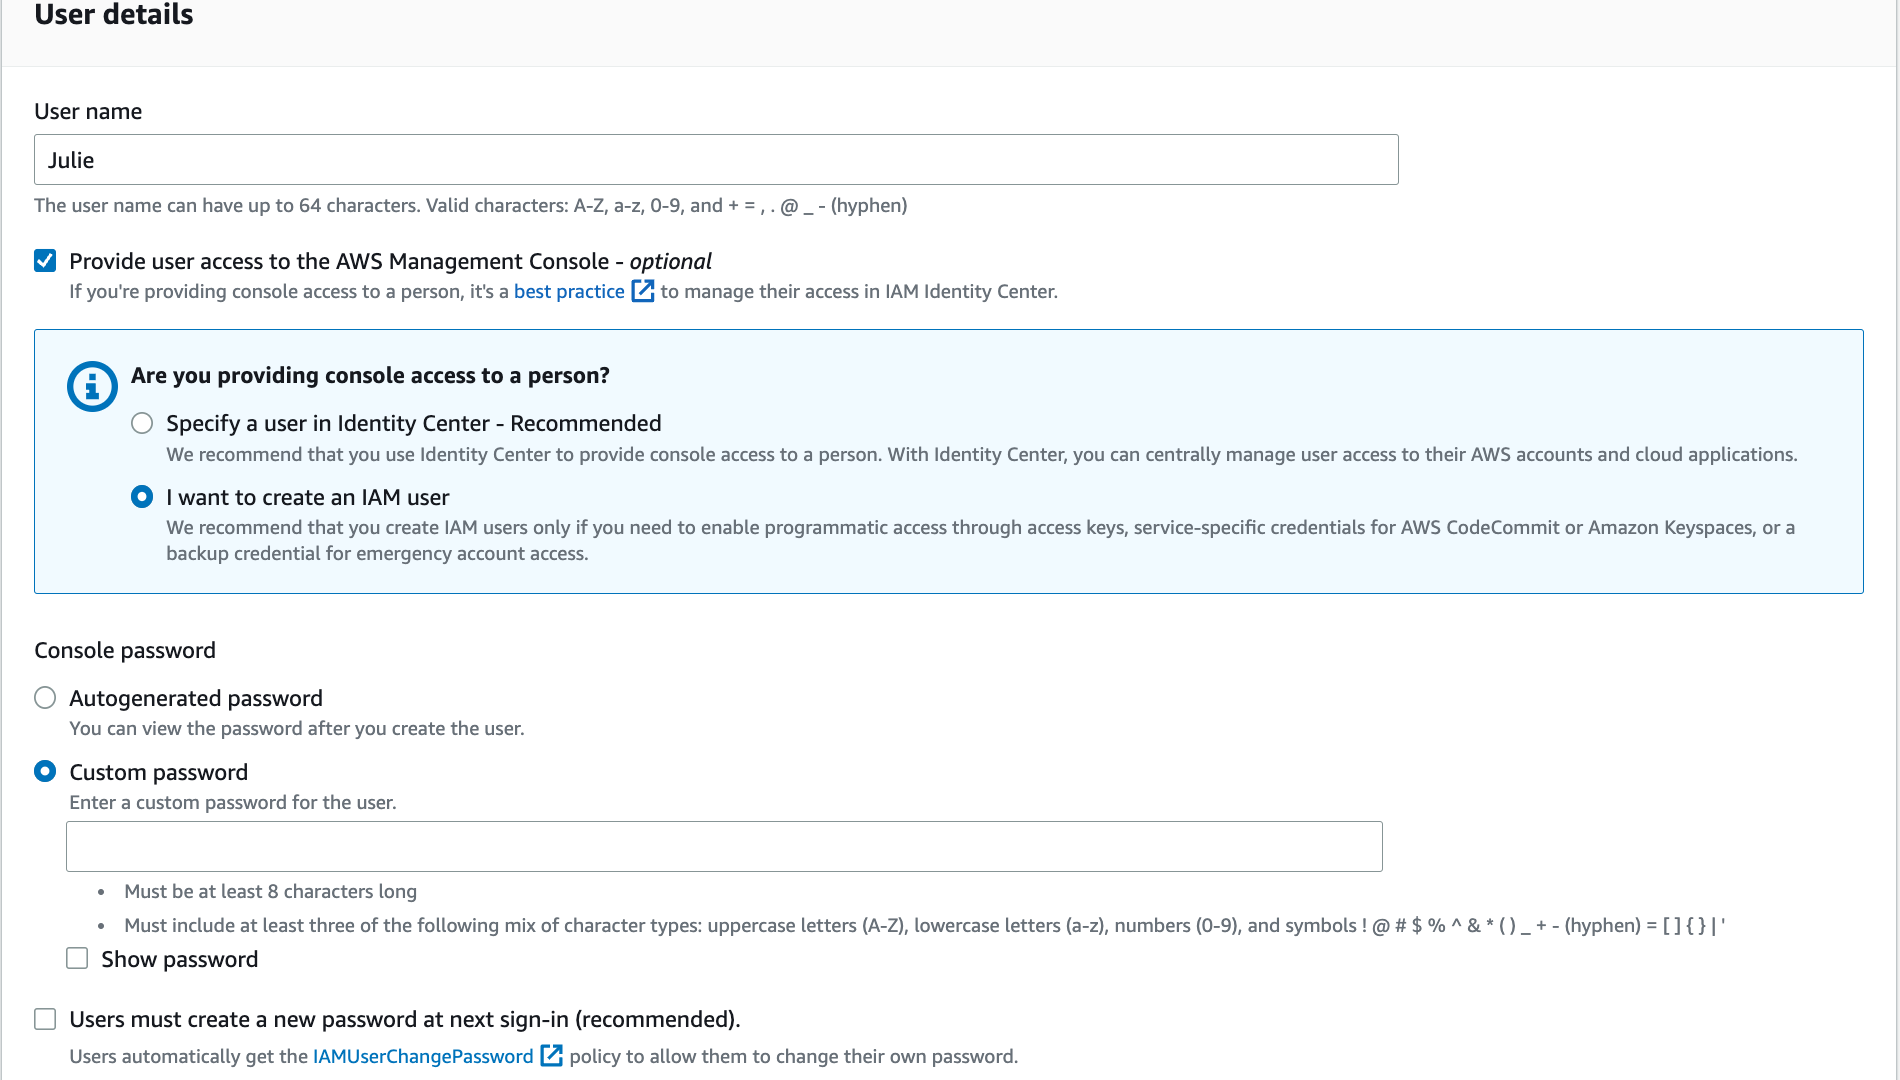 User details
User name
Julie
The user name can have up to 64 characters. Valid characters: A-Z, a-z, 0-9, and + = , . @ _ - (hyphen)
Provide user access to the AWS Management Console - optional
If you're providing console access to a person, it's a best practice to manage their access in IAM Identity Center.
Are you providing console access to a person?
Specify a user in Identity Center - Recommended
We recommend that you use Identity Center to provide console access to a person. With Identity Center, you can centrally manage user access to their AWS accounts and cloud applications.
I want to create an IAM user
We recommend that you create IAM users only if you need to enable programmatic access through access keys, service-specific credentials for AWS CodeCommit or Amazon Keyspaces, or a
backup credential for emergency account access.
Console password
Autogenerated password
You can view the password after you create the user.
Custom password
Enter a custom password for the user.
• Must be at least 8 characters long
• Must include at least three of the following mix of character types: uppercase letters (A-Z), lowercase letters (a-z), numbers (0-9), and symbols ! @ # $ % ^ & * ( ) _ + - (hyphen) = [ ] { } | '
Show password
Users must create a new password at next sign-in (recommended).
Users automatically get the IAMUserChangePassword policy to allow them to change their own password.